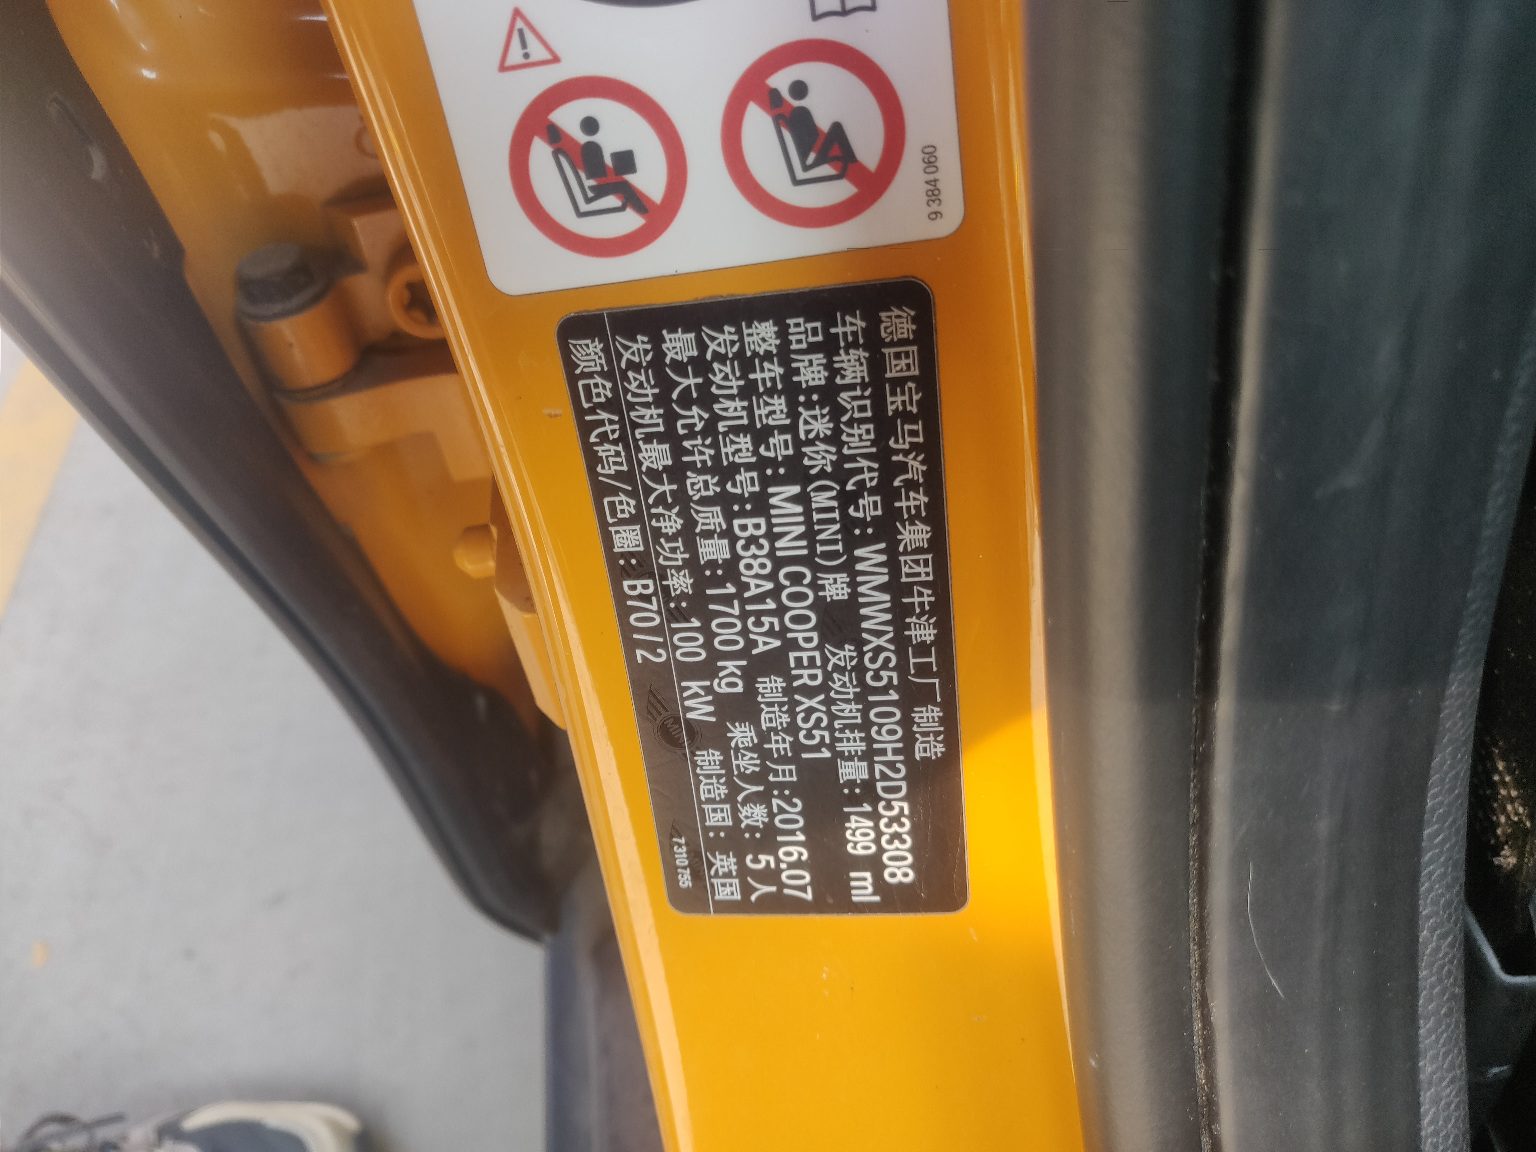 9 384 060
德国宝马汽车集团牛津工厂制造
车辆识别代号: WMWXS5109H2D53308
品牌:迷你(MINI)牌 发动机排量: 1499 ml
整车型号: MINI COOPER XS51
发动机型号: B38A15A 制造年月:2016.07
最大允许总质量: 1700 kg 乘坐人数: 5人
发动机最大净功率: 100 kW 制造国: 英国
颜色代码/色圈: B70/2
MINI
7310755